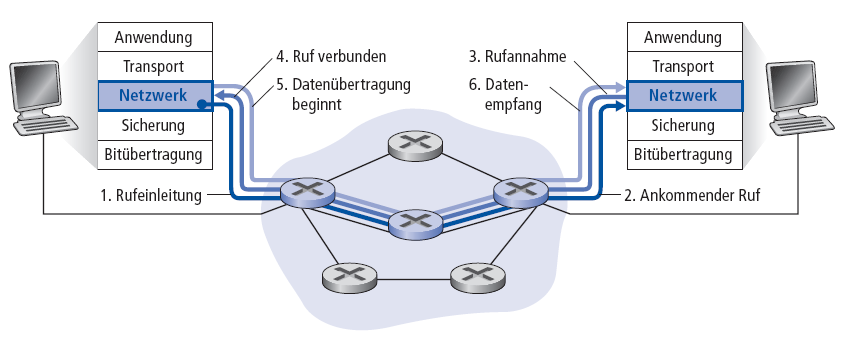 Anwendung
Transport
Netzwerk
Sicherung
Bitübertragung
4. Ruf verbunden
5. Datenübertragung
beginnt
1. Rufeinleitung
3. Rufannahme
6. Daten-
empfang
2. Ankommender Ruf
Anwendung
Transport
Netzwerk
Sicherung
Bitübertragung